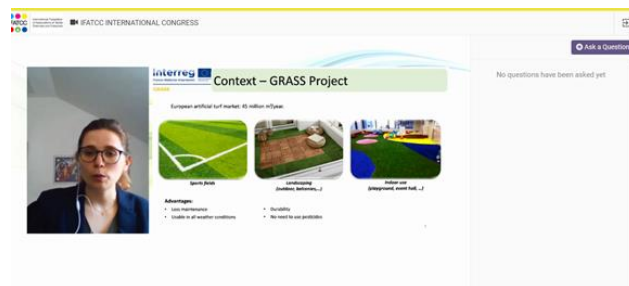 IFATCC INTERNATIONAL CONGRESS
Ask a Question
No questions have been asked yet
Interreg
Context – GRASS Project
European artificial turf market: 45 million m²/year.
Sports fields
Landscaping
(outdoor, balconies,...)
Indoor use
(playground, event hall, ...)
Advantages:
• Less maintenance
• Usable in all weather conditions
• Durability
• No need to use pesticides